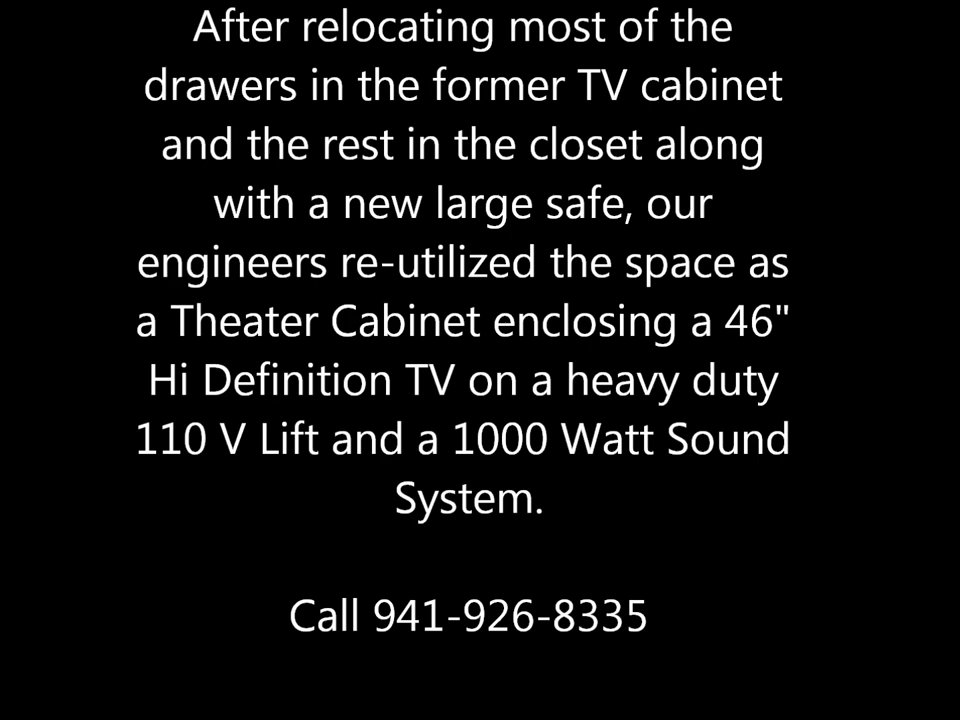 After relocating most of the
drawers in the former TV cabinet
and the rest in the closet along
with a new large safe, our
engineers re-utilized the space as
a Theater Cabinet enclosing a 46"
Hi Definition TV on a heavy duty
110 V Lift and a 1000 Watt Sound
System.
Call 941-926-8335